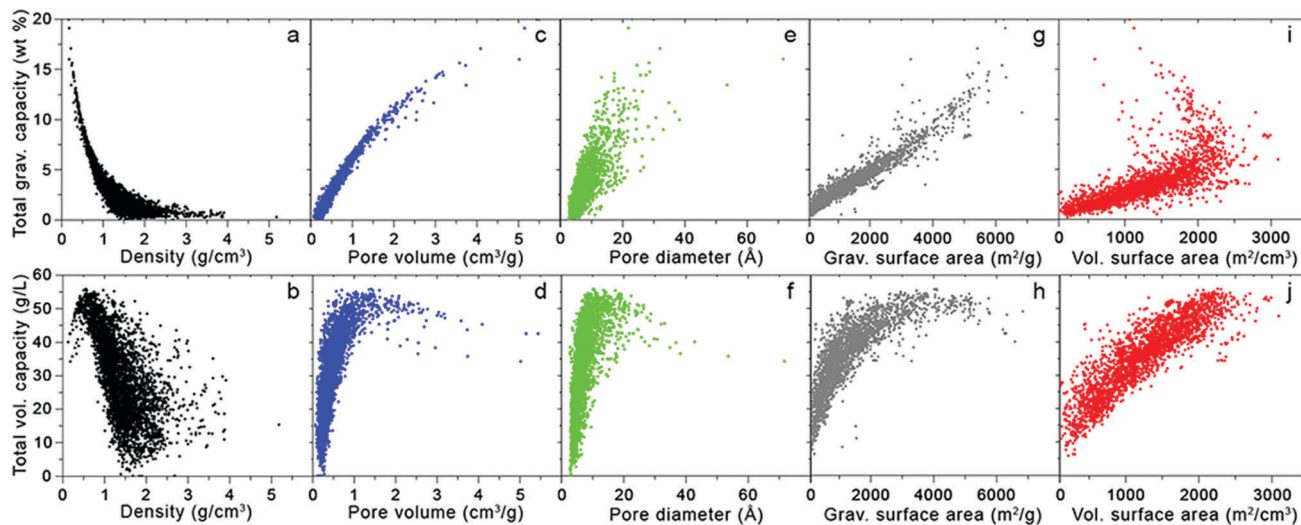 Total grav. capacity (wt %)
20
15
10
5
0
a
c
e
g
i
0 1 2 3 4 5 6
0 1 2 3 4 5
0 20 40 60 80
0 2000 4000 6000
0 1000 2000 3000
Density (g/cm³)
Pore volume (cm³/g)
Pore diameter (Å)
Grav. surface area (m²/g)
Vol. surface area (m²/cm³)
Total vol. capacity (g/L)
60
50
40
30
20
10
0
b
d
f
h
j
0 1 2 3 4 5 6
0 1 2 3 4 5
0 20 40 60 80
0 2000 4000 6000
0 1000 2000 3000
Density (g/cm³)
Pore volume (cm³/g)
Pore diameter (Å)
Grav. surface area (m²/g)
Vol. surface area (m²/cm³)